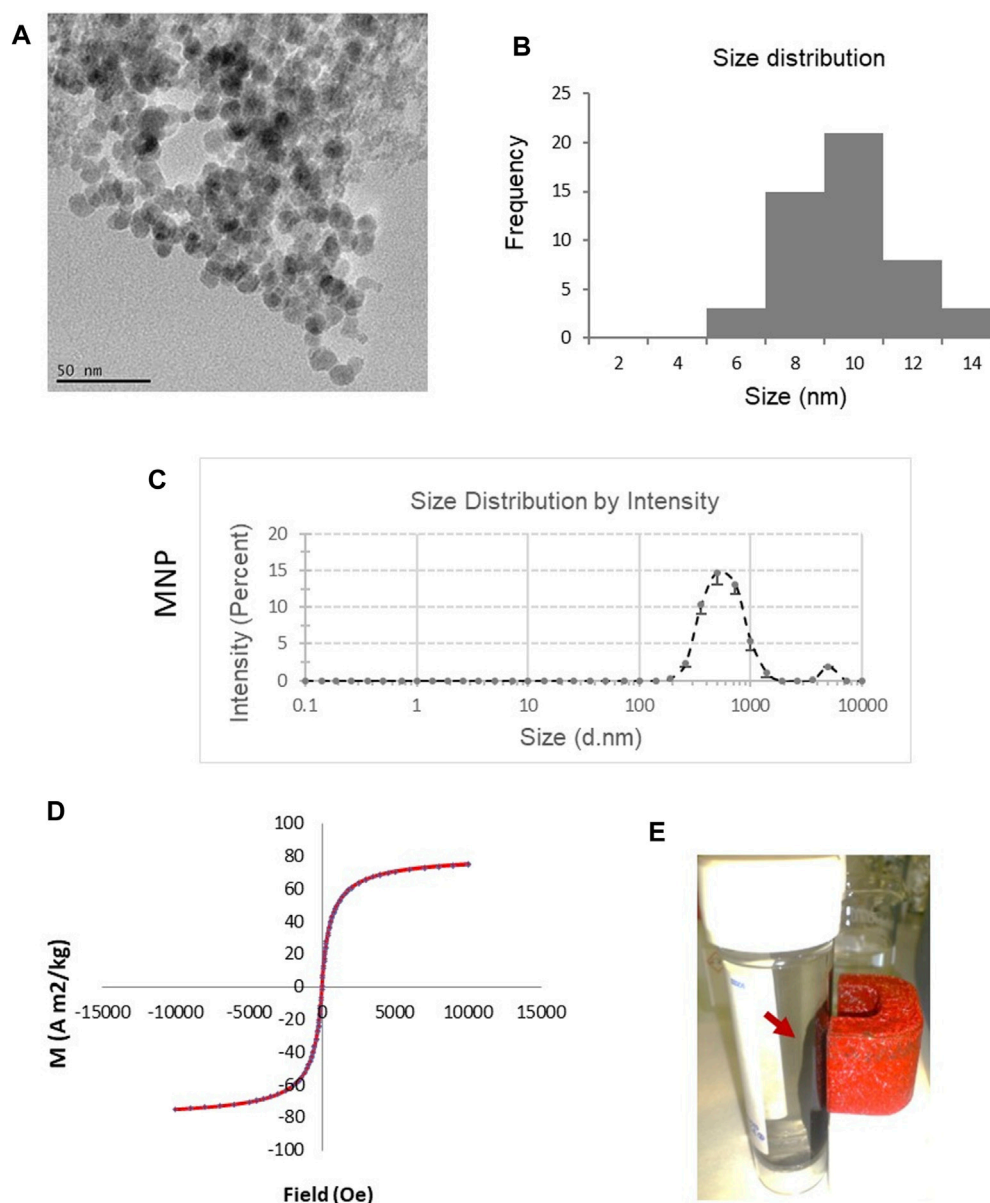 A
50 nm
B
Size distribution
Frequency
25
20
15
10
5
0
2 4 6 8 10 12 14
Size (nm)
C
MNP
Size Distribution by Intensity
Intensity (Percent)
20
15
10
5
0
0.1 1 10 100 1000 10000
Size (d.nm)
D
M (A m2/kg)
100
80
60
40
20
0
-20
-40
-60
-80
-100
-15000 -10000 -5000 0 5000 10000 15000
Field (Oe)
E